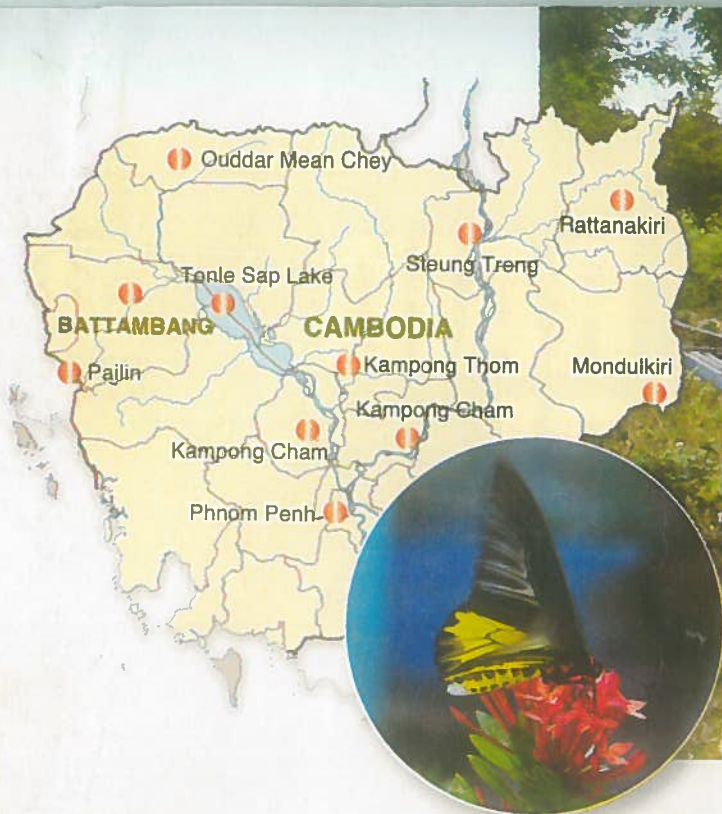 Ouddar Mean Chey
Rattanakiri
Steung Treng
Tonle Sap Lake
BATTAMBANG
CAMBODIA
Pailin
Kampong Thom
Mondulkiri
Kampong Cham
Kampong Cham
Phnom Penh